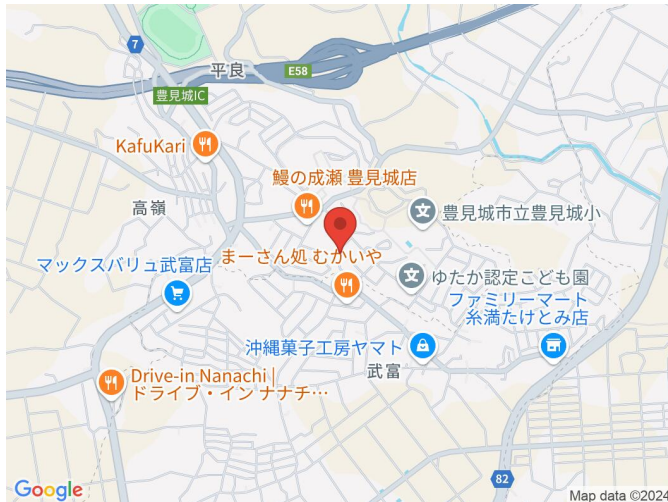 7
平良
E58
豊見城IC
KafuKari
鰻の成瀬 豊見城店
高嶺
豊見城市立豊見城小
まーさん処 むかいや
マックスバリュ武富店
ゆたか認定こども園
ファミリーマート
糸満たけとみ店
沖縄菓子工房ヤマト
武富
Drive-in Nanachi |
ドライブ・イン ナナチ…
文
文
82
Google
Map data ©2024